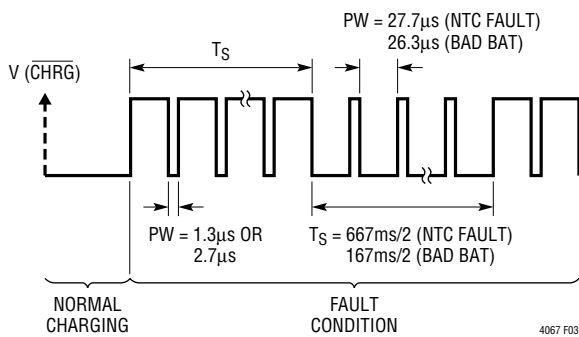 PW = 27.7µs (NTC FAULT)
26.3µs (BAD BAT)
TS
V (CHRG)
PW = 1.3µs OR
2.7µs
TS = 667ms/2 (NTC FAULT)
167ms/2 (BAD BAT)
NORMAL
CHARGING
FAULT
CONDITION
4067 F03